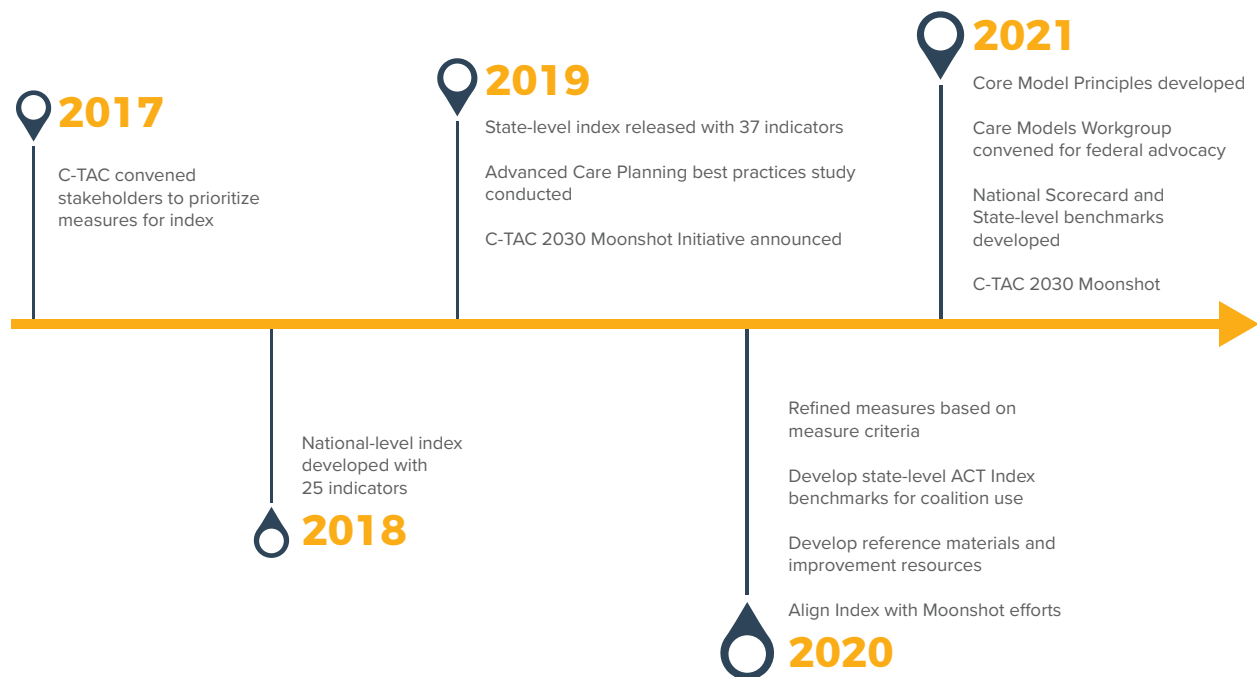 2017
C-TAC convened
stakeholders to prioritize
measures for index
National-level index
developed with
25 indicators
2018
2019
State-level index released with 37 indicators
Advanced Care Planning best practices study
conducted
C-TAC 2030 Moonshot Initiative announced
Refined measures based on
measure criteria
Develop state-level ACT Index
benchmarks for coalition use
Develop reference materials and
improvement resources
Align Index with Moonshot efforts
2020
2021
Core Model Principles developed
Care Models Workgroup
convened for federal advocacy
National Scorecard and
State-level benchmarks
developed
C-TAC 2030 Moonshot